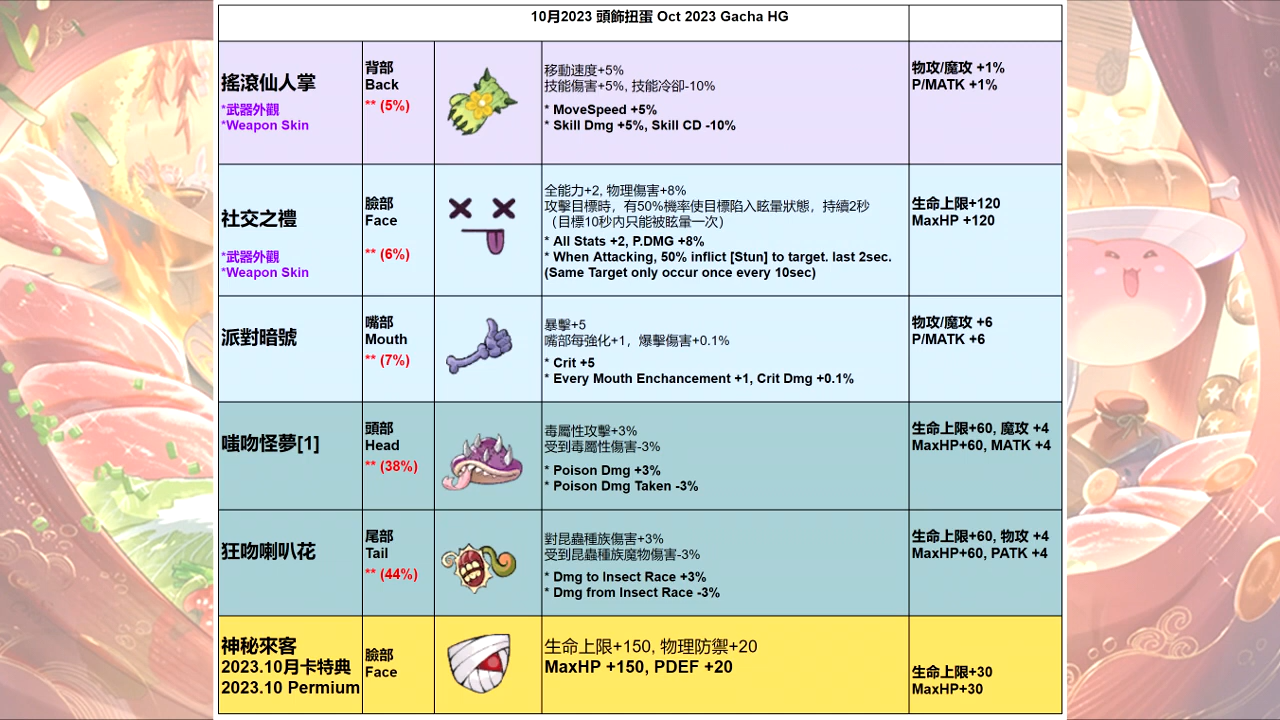 10月2023 頭飾扭蛋 Oct 2023 Gacha HG
搖滾仙人掌
*武器外觀
*Weapon Skin
背部
Back
** (5%)
移動速度+5%
技能傷害+5%, 技能冷卻-10%
* MoveSpeed +5%
* Skill Dmg +5%, Skill CD -10%
物攻/魔攻 +1%
P/MATK +1%
社交之禮
*武器外觀
*Weapon Skin
臉部
Face
** (6%)
全能力+2, 物理傷害+8%
攻擊目標時，有50%機率使目標陷入眩暈狀態，持續2秒
（目標10秒內只能被眩暈一次）
* All Stats +2, P.DMG +8%
* When Attacking, 50% inflict [Stun] to target. last 2sec.
(Same Target only occur once every 10sec)
生命上限+120
MaxHP +120
派對暗號
嘴部
Mouth
** (7%)
暴擊+5
嘴部每強化+1，爆擊傷害+0.1%
* Crit +5
* Every Mouth Enchancement +1, Crit Dmg +0.1%
物攻/魔攻 +6
P/MATK +6
嗤吻怪夢[1]
頭部
Head
** (38%)
毒屬性攻擊+3%
受到毒屬性傷害-3%
* Poison Dmg +3%
* Poison Dmg Taken -3%
生命上限+60, 魔攻 +4
MaxHP+60, MATK +4
狂吻喇叭花
尾部
Tail
** (44%)
對昆蟲種族傷害+3%
受到昆蟲種族魔物傷害-3%
* Dmg to Insect Race +3%
* Dmg from Insect Race -3%
生命上限+60, 物攻 +4
MaxHP+60, PATK +4
神秘來客
2023.10月卡特典
2023.10 Permium
臉部
Face
生命上限+150, 物理防禦+20
MaxHP +150, PDEF +20
生命上限+30
MaxHP+30